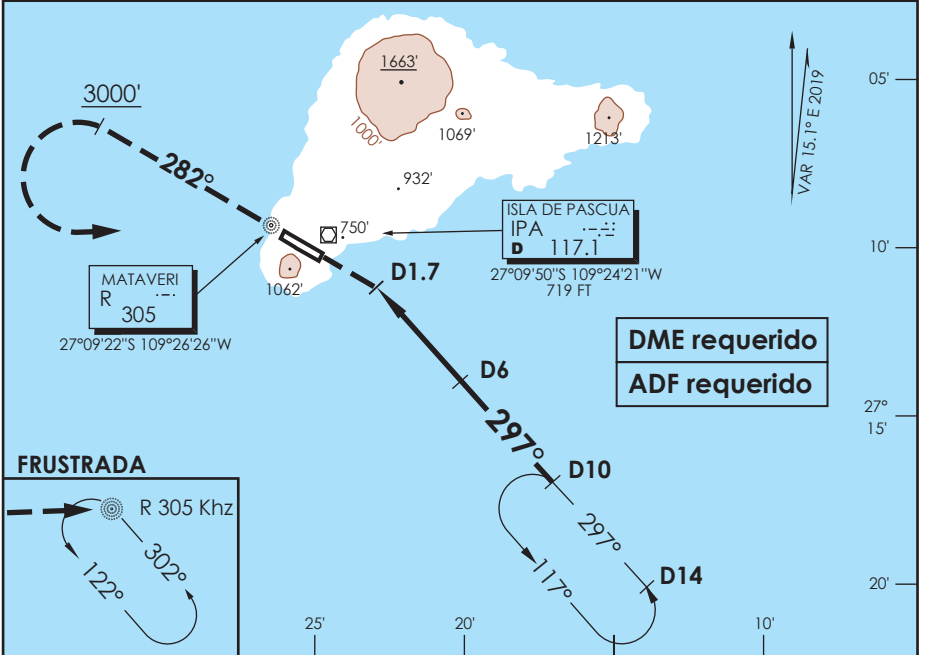 1663'
05'
3000'
1000'
1069'
1213'
VAR 15.1° E 2019
282°
932'
ISLA DE PASCUA
IPA
D 117.1
27°09'50"S 109°24'21"W
719 FT
750'
10'
MATAVERI
R
305
27°09'22"S 109°26'26"W
1062'
D1.7
DME requerido
ADF requerido
D6
27°
15'
297°
FRUSTRADA
D10
R 305 Khz
302°
122°
297°
117°
D14
20'
25'
20'
10'